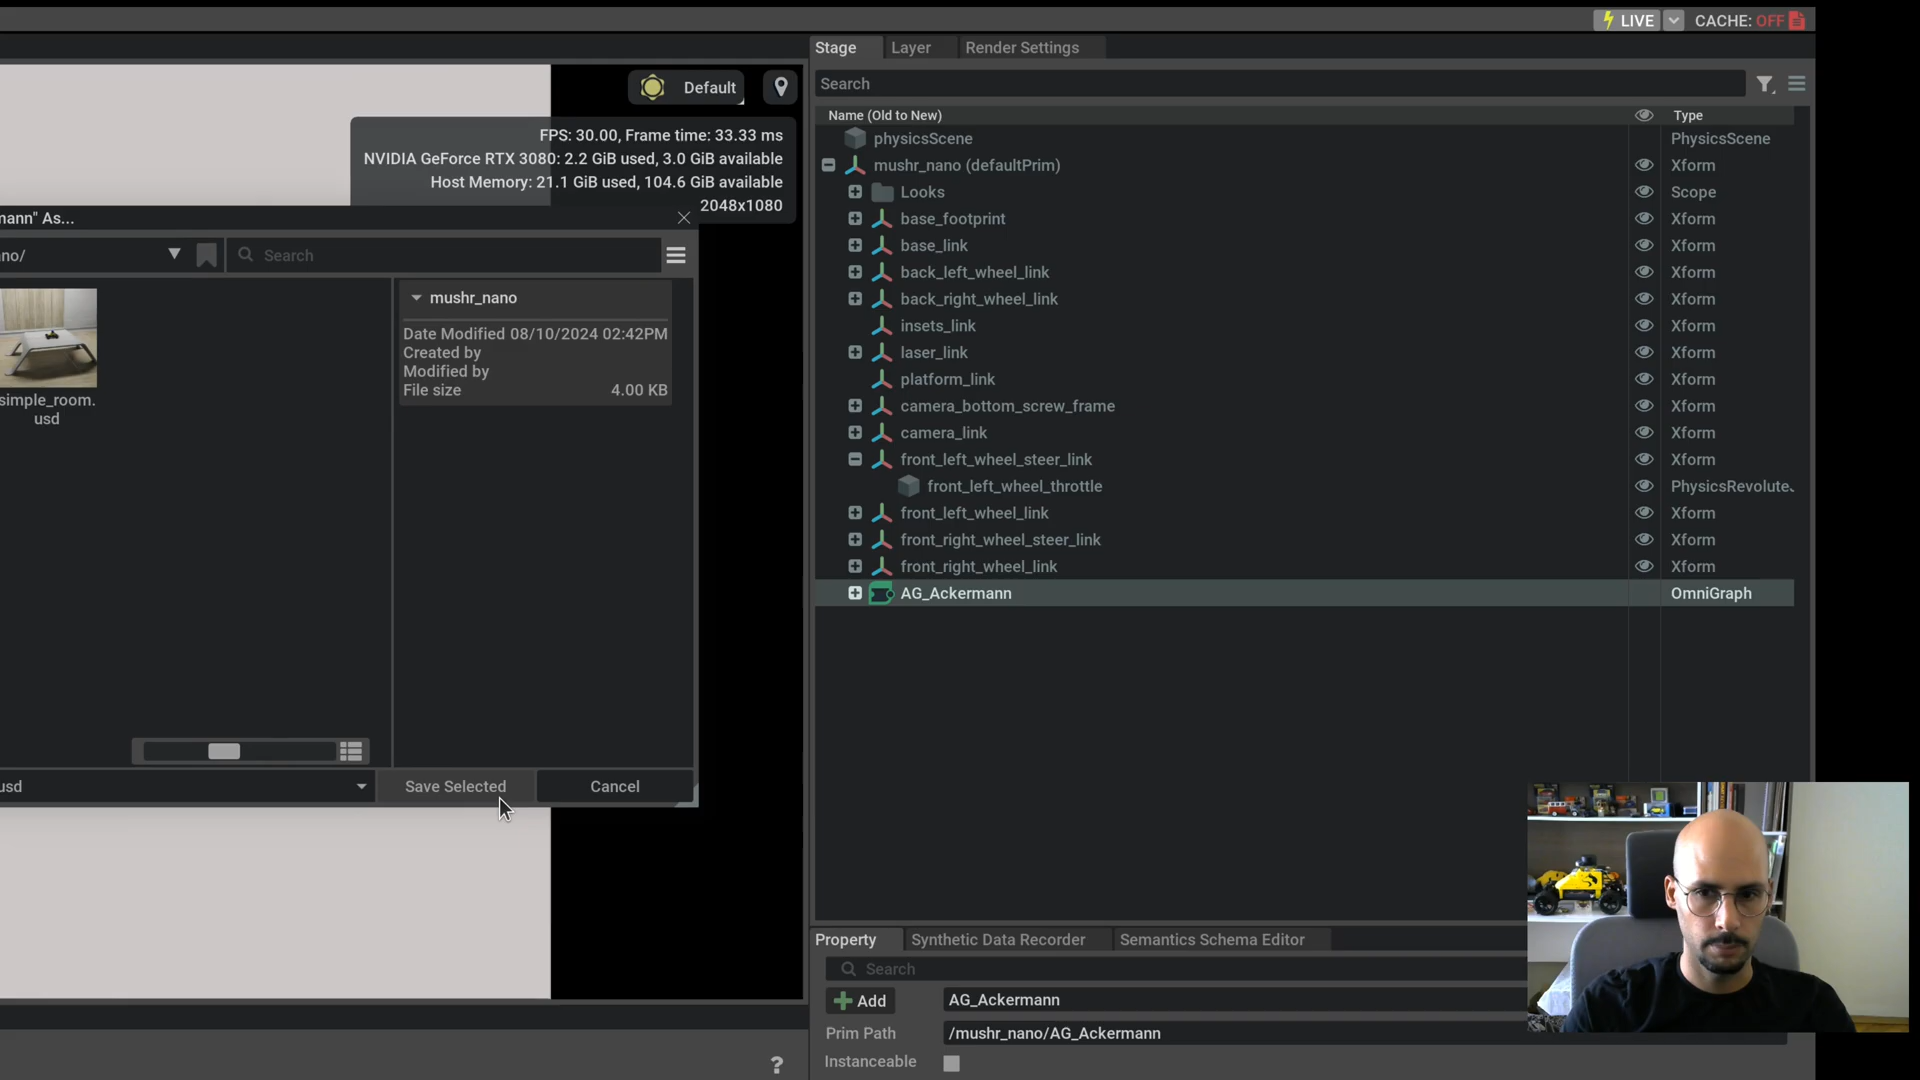 LIVE
CACHE: OFF
Stage
Layer
Render Settings
Default
Search
Name (Old to New)
Type
FPS: 30.00, Frame time: 33.33 ms
NVIDIA GeForce RTX 3080: 2.2 GiB used, 3.0 GiB available
Host Memory: 21.1 GiB used, 104.6 GiB available
2048x1080
physicsScene PhysicsScene
mushr_nano (defaultPrim) Xform
Looks Scope
base_footprint Xform
base_link Xform
back_left_wheel_link Xform
back_right_wheel_link Xform
insets_link Xform
laser_link Xform
platform_link Xform
camera_bottom_screw_frame Xform
camera_link Xform
front_left_wheel_steer_link Xform
front_left_wheel_throttle PhysicsRevolute
front_left_wheel_link Xform
front_right_wheel_steer_link Xform
front_right_wheel_link Xform
AG_Ackermann OmniGraph
mann" As...
no/
Search
mushr_nano
Date Modified 08/10/2024 02:42PM
Created by
Modified by
File size 4.00 KB
simple_room.
usd
usd
Save Selected
Cancel
Property
Synthetic Data Recorder
Semantics Schema Editor
Search
Add
AG_Ackermann
Prim Path
/mushr_nano/AG_Ackermann
Instanceable
?